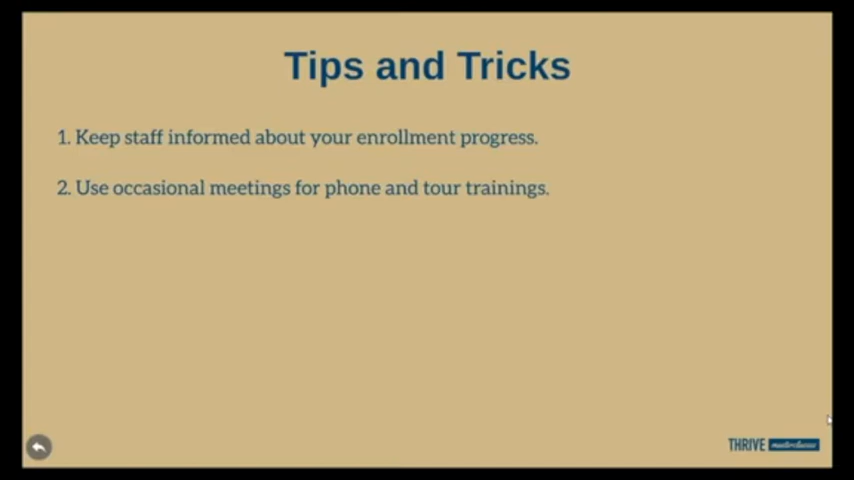 Tips and Tricks
1. Keep staff informed about your enrollment progress.
2. Use occasional meetings for phone and tour trainings.
THRIVE masterclasses